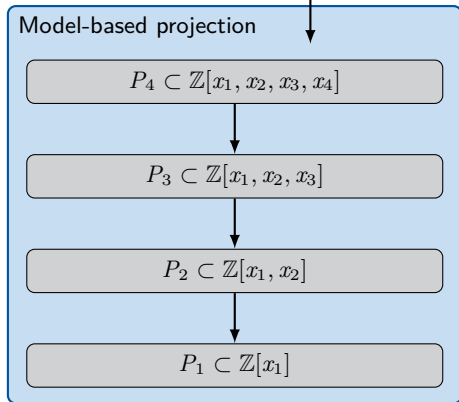 Model-based projection
P₄ ⊂ ℤ[x₁, x₂, x₃, x₄]
P₃ ⊂ ℤ[x₁, x₂, x₃]
P₂ ⊂ ℤ[x₁, x₂]
P₁ ⊂ ℤ[x₁]